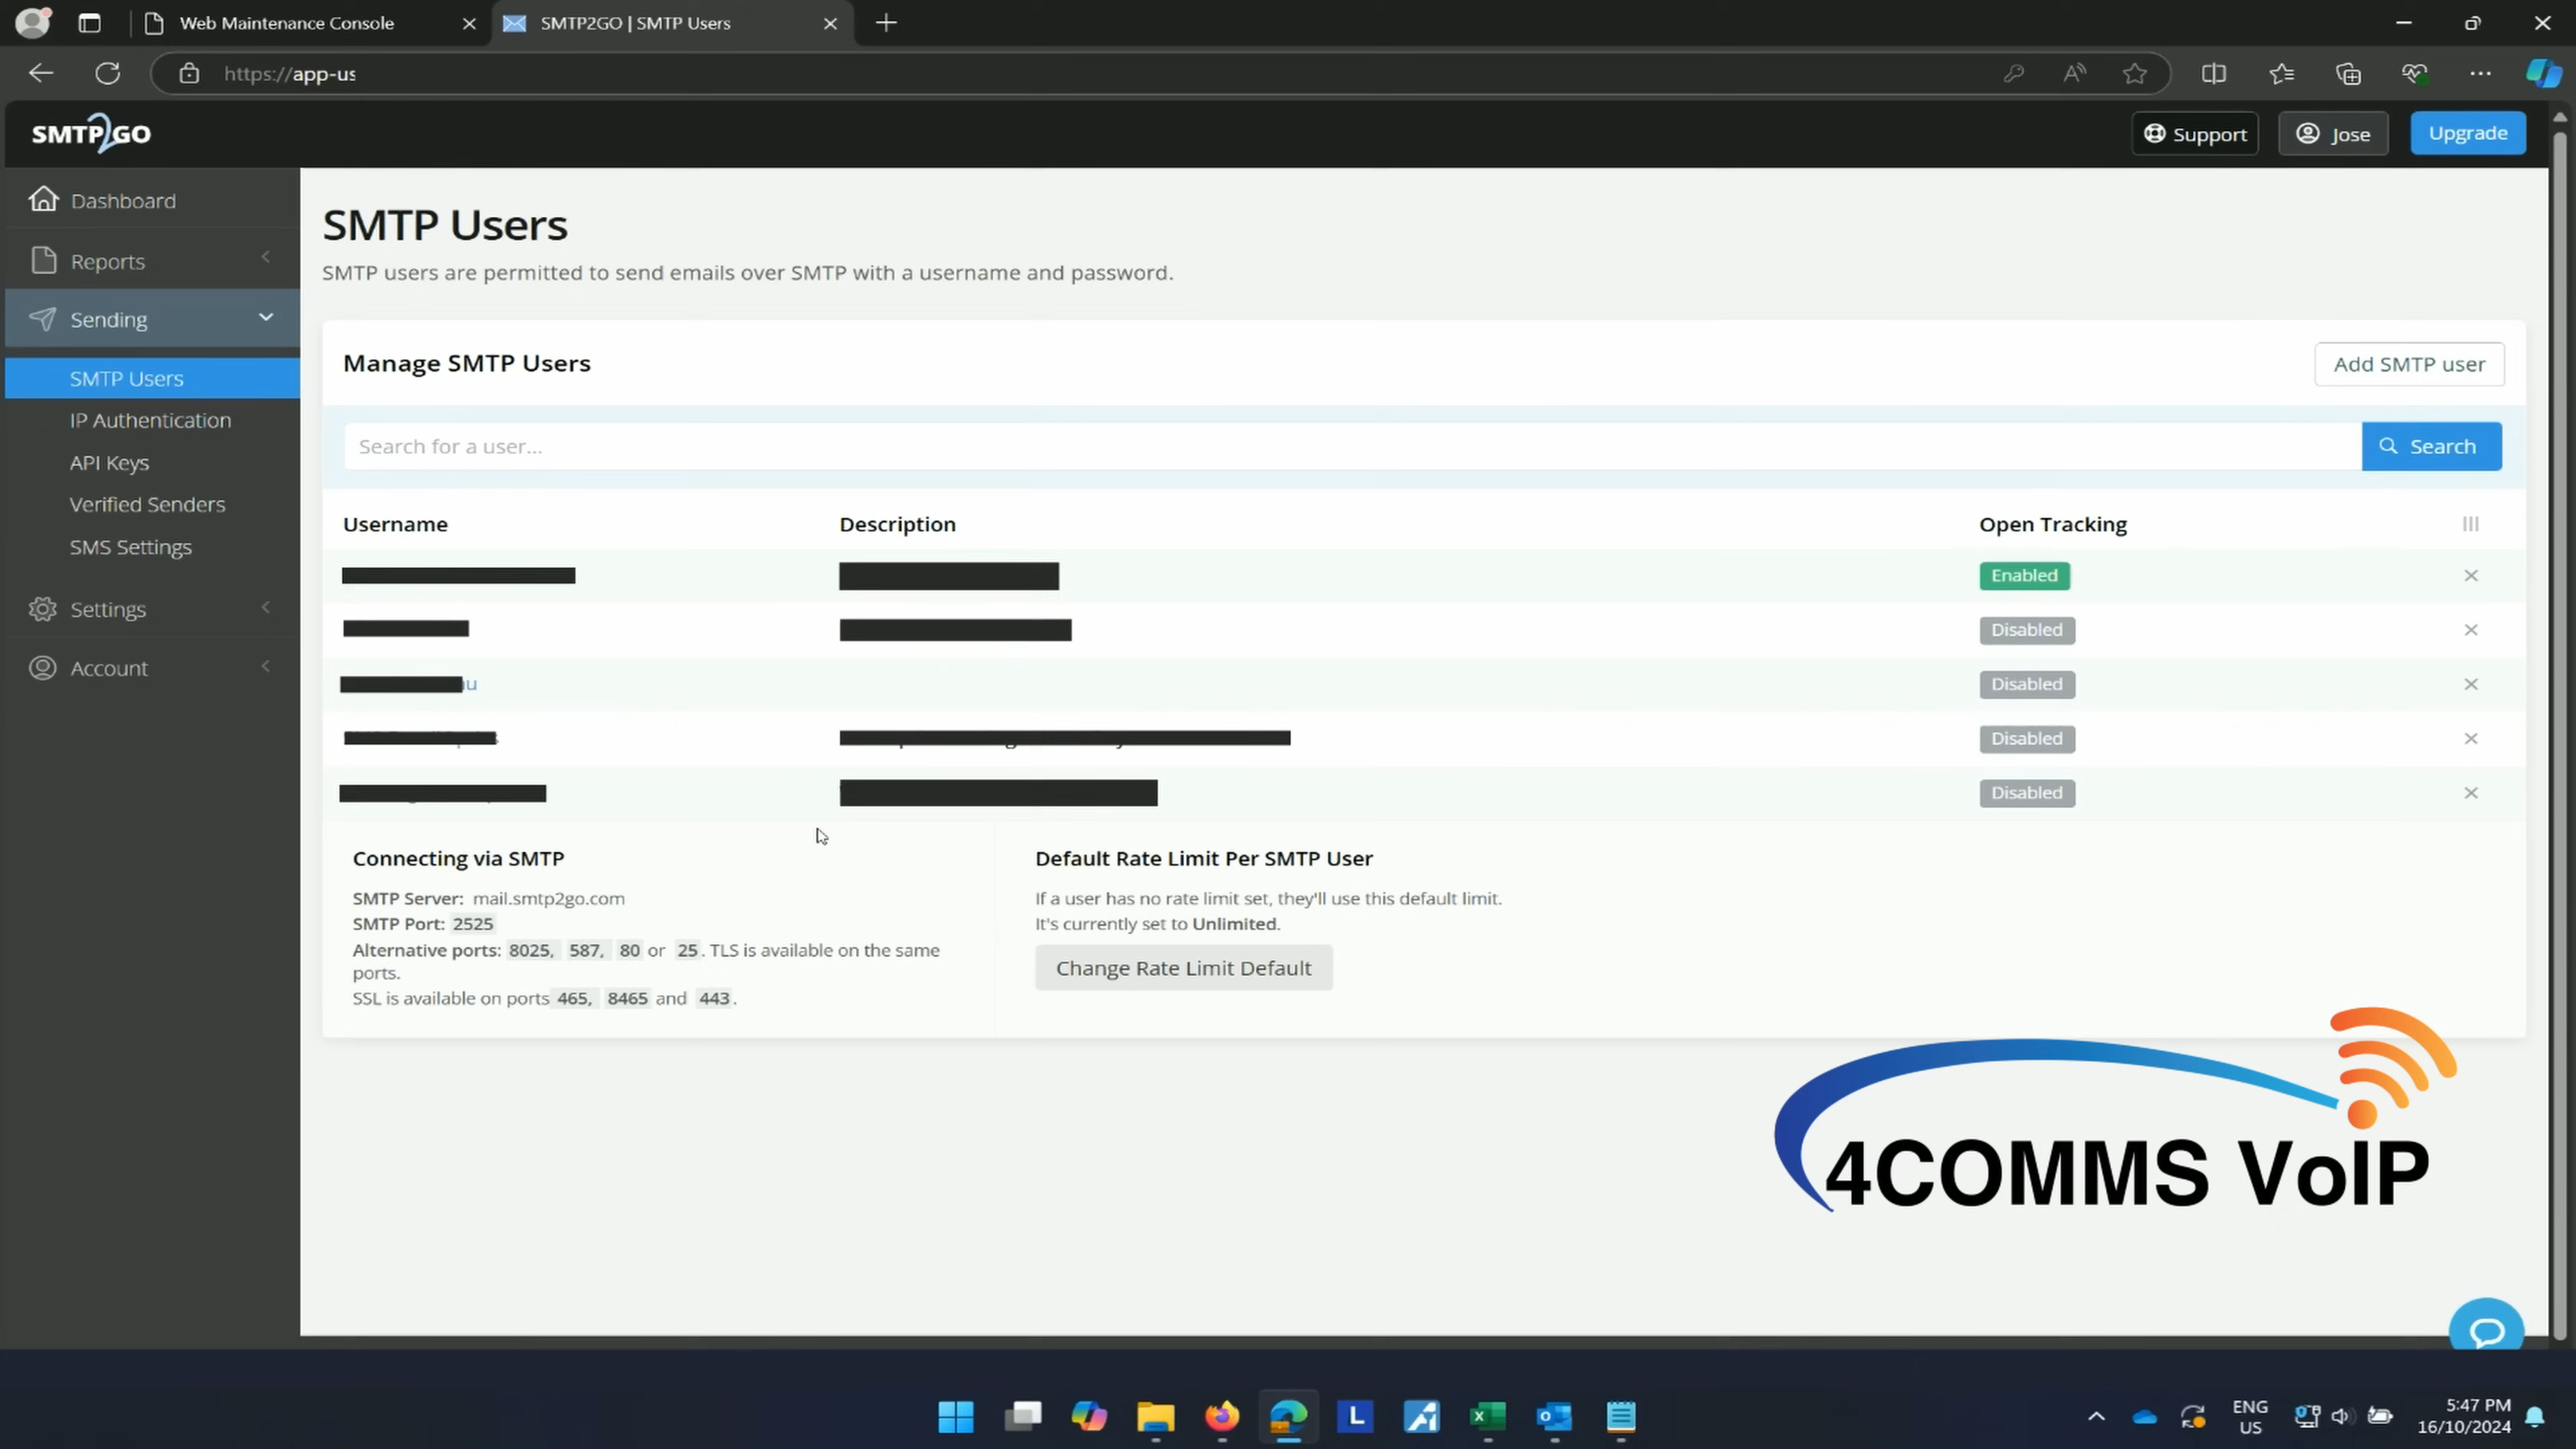 Web Maintenance Console
SMTP2GO | SMTP Users
https://app-us
SMTP2GO
Support
Jose
Upgrade
Dashboard
Reports
Sending
SMTP Users
IP Authentication
API Keys
Verified Senders
SMS Settings
Settings
Account
SMTP Users
SMTP users are permitted to send emails over SMTP with a username and password.
Manage SMTP Users
Add SMTP user
Search for a user...
Search
Username Description Open Tracking
Enabled
Disabled
Disabled
Disabled
Disabled
Connecting via SMTP
SMTP Server: mail.smtp2go.com
SMTP Port: 2525
Alternative ports: 8025, 587, 80 or 25. TLS is available on the same
ports.
SSL is available on ports 465, 8465 and 443.
Default Rate Limit Per SMTP User
If a user has no rate limit set, they'll use this default limit.
It's currently set to Unlimited.
Change Rate Limit Default
4COMMS VoIP
ENG
US
5:47 PM
16/10/2024